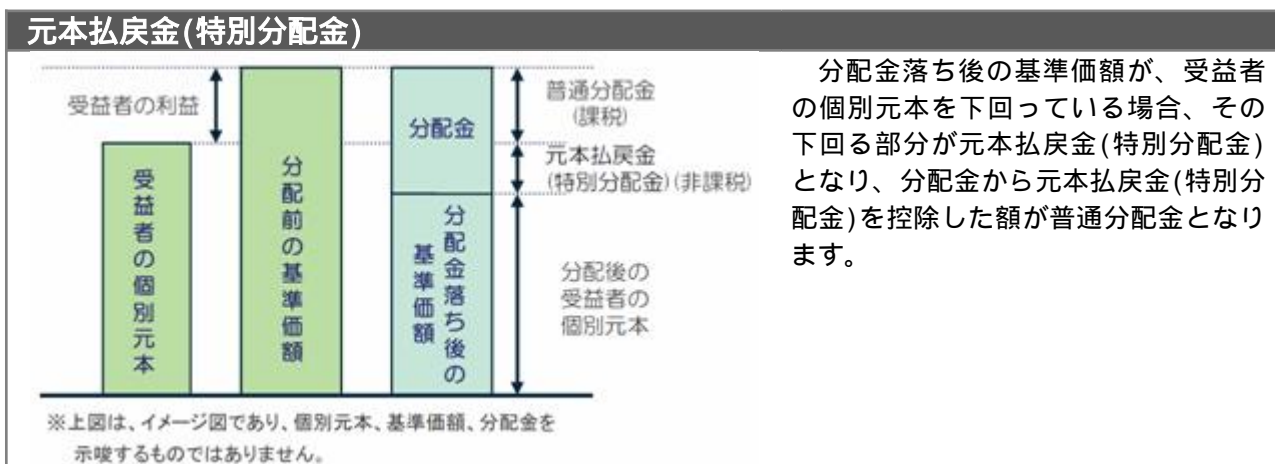 元本払戻金(特別分配金)
受益者の利益
受益者の個別元本
分配前の基準価額
分配金
分配金落ち後の
基準価額
普通分配金
(課税)
元本払戻金
(特別分配金)(非課税)
分配後の
受益者の
個別元本
※上図は、イメージ図であり、個別元本、基準価額、分配金を
示唆するものではありません。
分配金落ち後の基準価額が、受益者
の個別元本を下回っている場合、その
下回る部分が元本払戻金(特別分配金)
となり、分配金から元本払戻金(特別分
配金)を控除した額が普通分配金となり
ます。